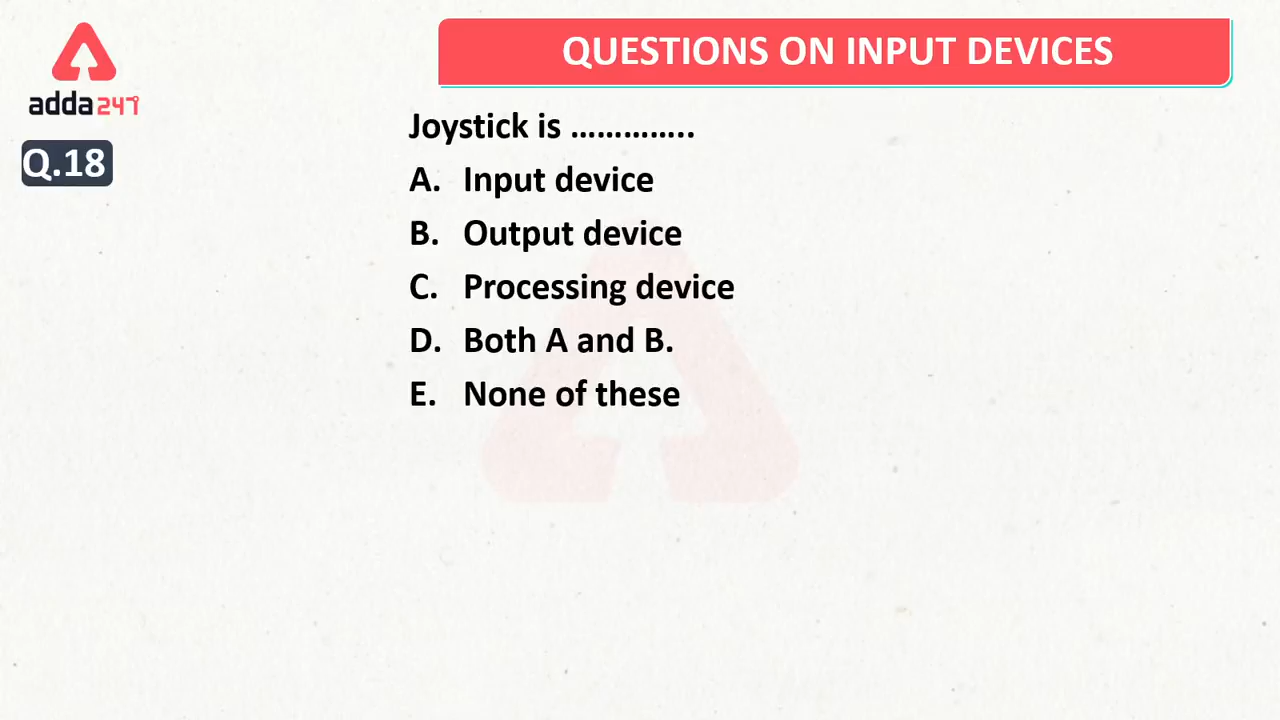 QUESTIONS ON INPUT DEVICES
adda247
Q.18
Joystick is …………..
A. Input device
B. Output device
C. Processing device
D. Both A and B.
E. None of these